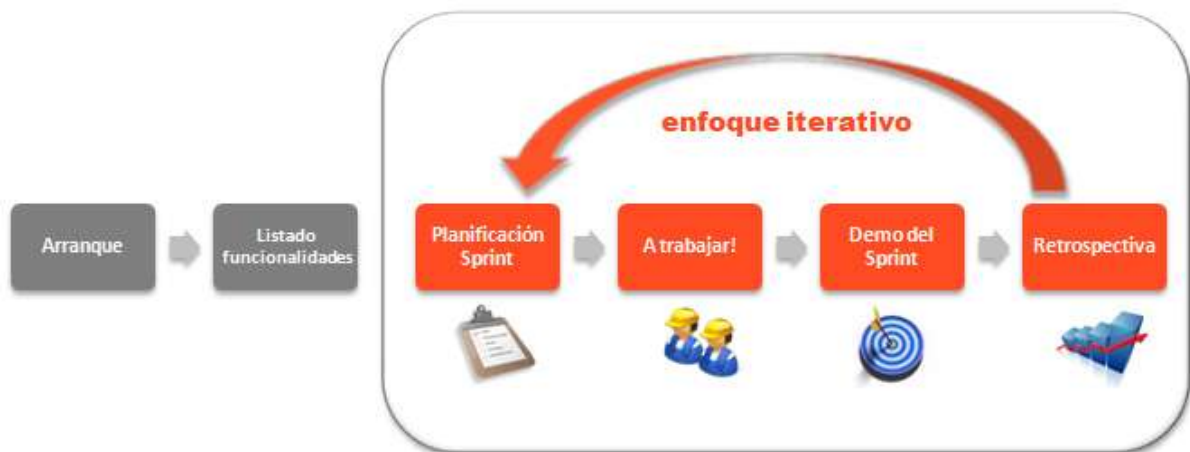 enfoque iterativo
Arranque
Listado
funcionalidades
Planificación
Sprint
A trabajar!
Demo del
Sprint
Retrospectiva